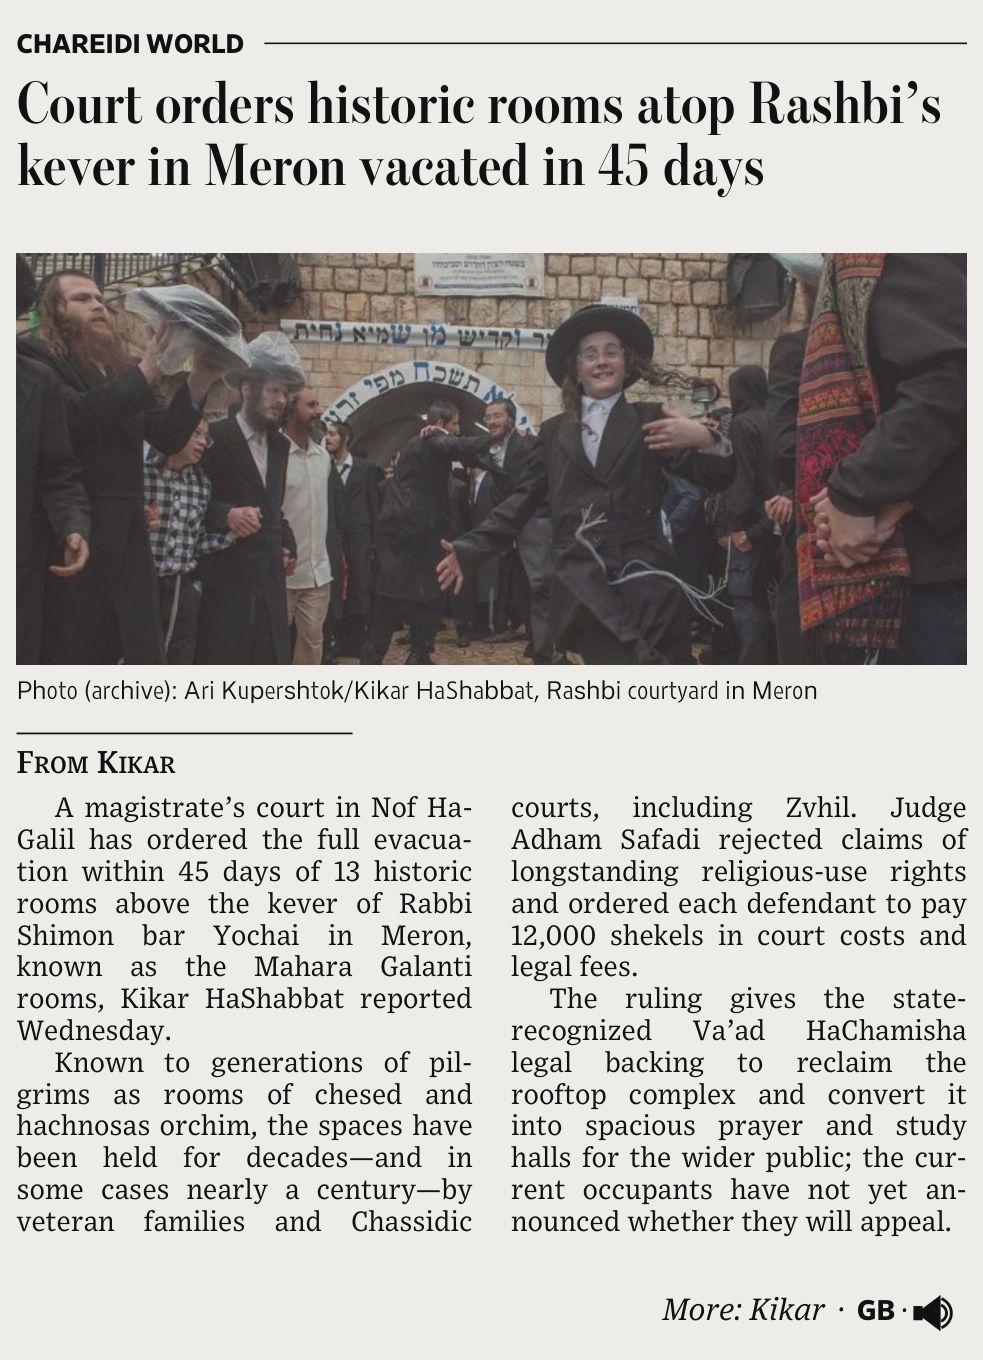 CHAREIDI WORLD
Court orders historic rooms atop Rashbi’s
kever in Meron vacated in 45 days
וקדיש מן שמיא נחית
תשכח מפי
Photo (archive): Ari Kupershtok/Kikar HaShabbat, Rashbi courtyard in Meron
FROM KIKAR
A magistrate’s court in Nof Ha-
Galil has ordered the full evacua-
tion within 45 days of 13 historic
rooms above the kever of Rabbi
Shimon bar Yochai in Meron,
known as the Mahara Galanti
rooms, Kikar HaShabbat reported
Wednesday.
Known to generations of pil-
grims as rooms of chesed and
hachnosas orchim, the spaces have
been held for decades—and in
some cases nearly a century—by
veteran families and Chassidic
courts, including Zvhil. Judge
Adham Safadi rejected claims of
longstanding religious-use rights
and ordered each defendant to pay
12,000 shekels in court costs and
legal fees.
The ruling gives the state-
recognized Va’ad HaChamisha
legal backing to reclaim the
rooftop complex and convert it
into spacious prayer and study
halls for the wider public; the cur-
rent occupants have not yet an-
nounced whether they will appeal.
More: Kikar · GB ·